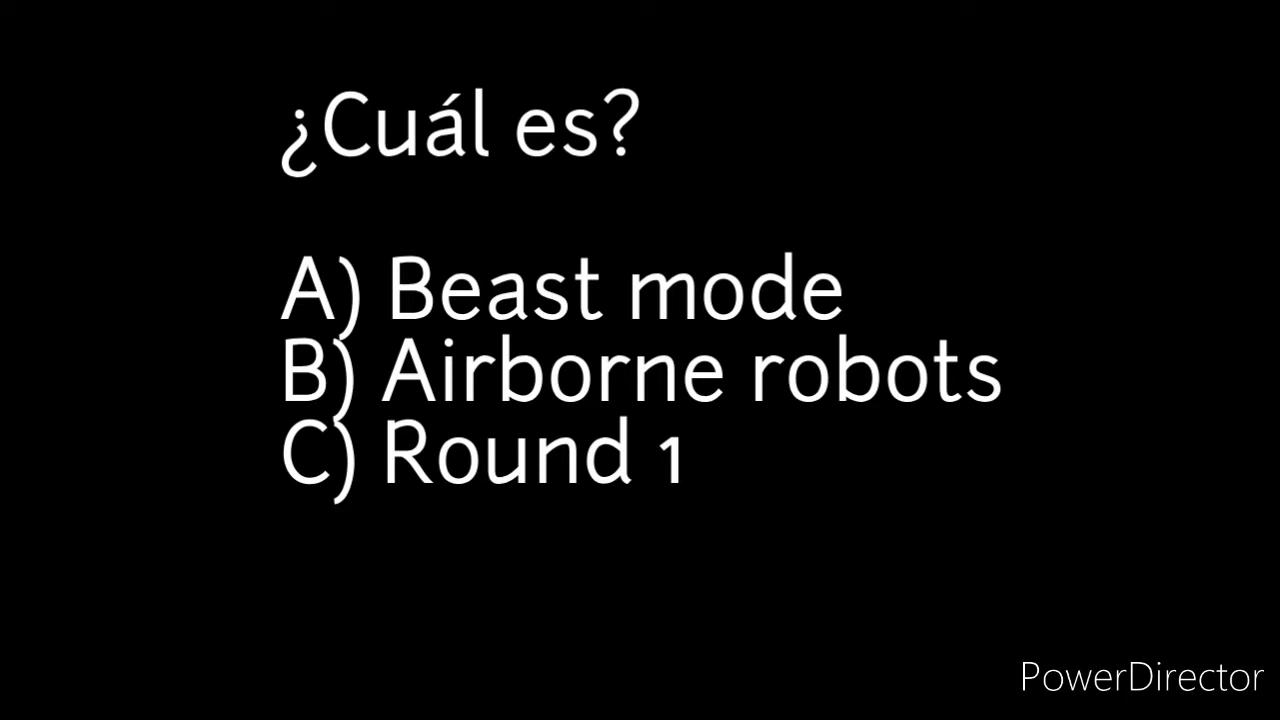 ¿Cuál es?
A) Beast mode
B) Airborne robots
C) Round 1
PowerDirector